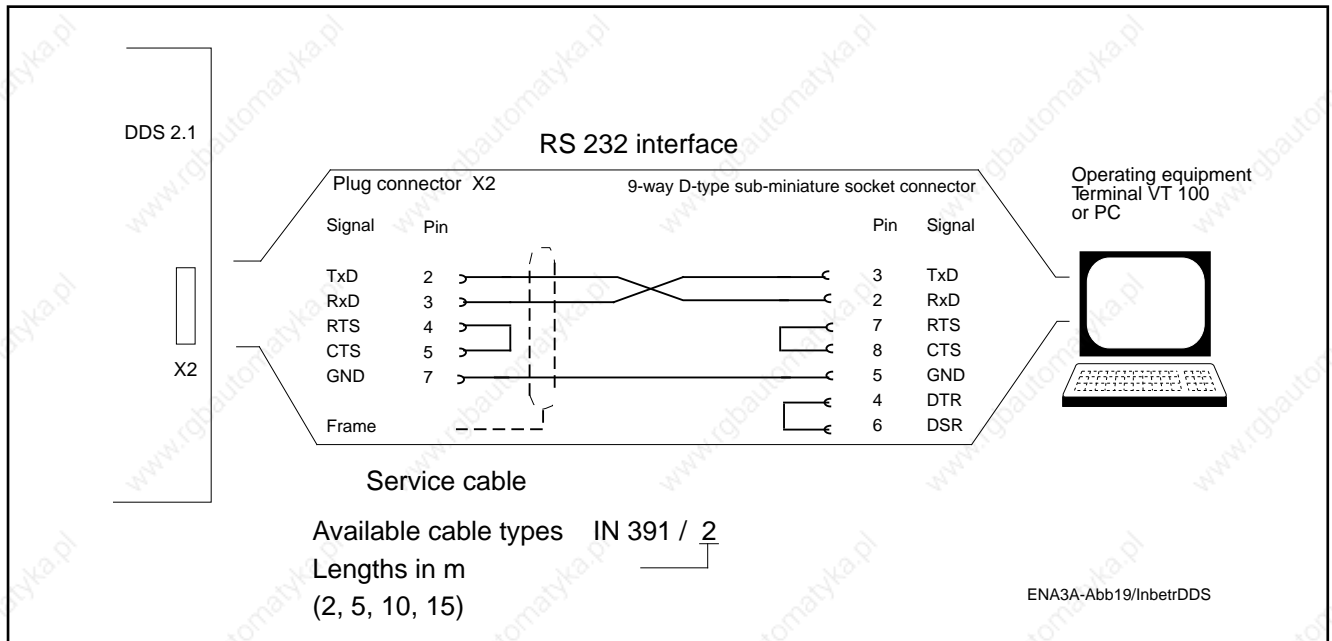 DDS 2.1
X2
RS 232 interface
Plug connector X2
9-way D-type sub-miniature socket connector
Signal Pin
Pin Signal
TxD 2
3 TxD
RxD 3
2 RxD
RTS 4
7 RTS
CTS 5
8 CTS
GND 7
5 GND
4 DTR
Frame
6 DSR
Operating equipment
Terminal VT 100
or PC
Service cable
Available cable types IN 391 / 2
Lengths in m
(2, 5, 10, 15)
ENA3A-Abb19/InbetrDDS
www.rgbautomatyka.pl